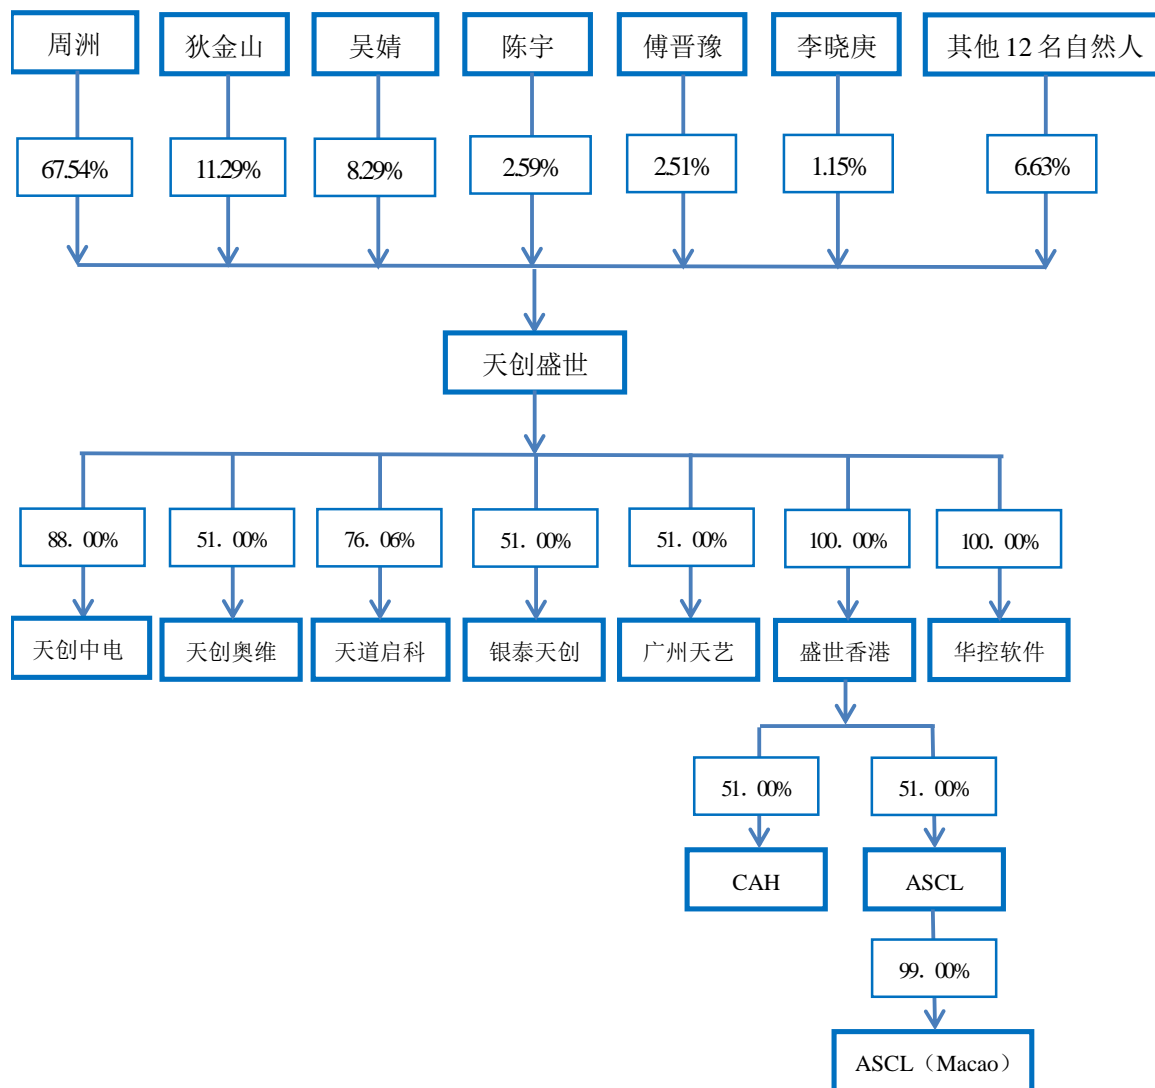 周洲
狄金山
吴婧
陈宇
傅晋豫
李晓庚
其他 12 名自然人
67.54%
11.29%
8.29%
2.59%
2.51%
1.15%
6.63%
天创盛世
88．00%
51．00%
76．06%
51．00%
51．00%
100．00%
100．00%
天创中电
天创奥维
天道启科
银泰天创
广州天艺
盛世香港
华控软件
51．00%
51．00%
CAH
ASCL
99．00%
ASCL（Macao）